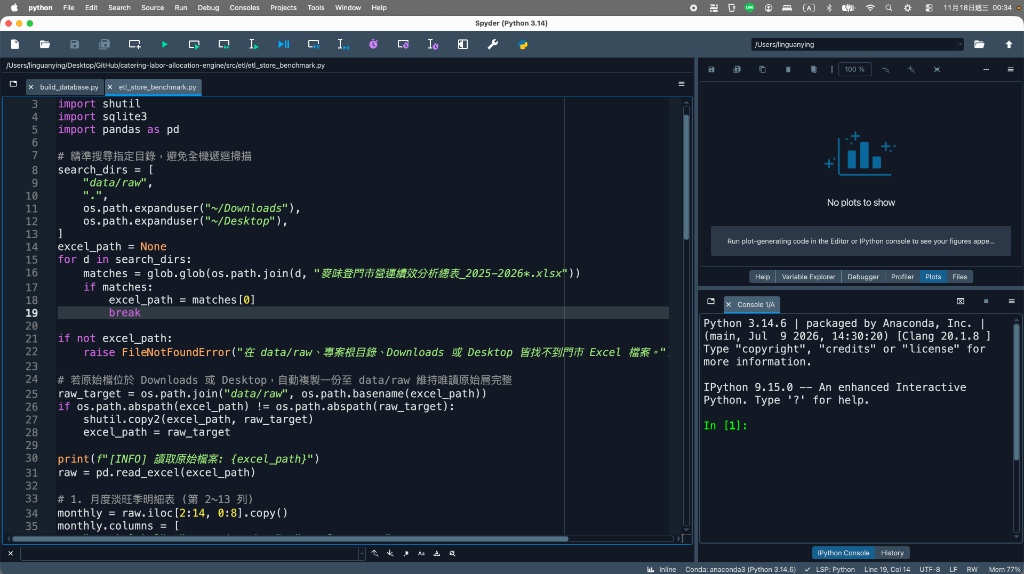 python File Edit Search Source Run Debug Consoles Projects Tools Window Help 11月18日週三 00:34
Spyder (Python 3.14)
/Users/linguanying
/Users/linguanying/Desktop/GitHub/catering-labor-allocation-engine/src/etl/etl_store_benchmark.py
build_database.py etl_store_benchmark.py
3 import shutil
4 import sqlite3
5 import pandas as pd
6
7 # 精準搜尋指定目錄，避免全機遞迴掃描
8 search_dirs = [
9 "data/raw",
10 ".",
11 os.path.expanduser("~/Downloads"),
12 os.path.expanduser("~/Desktop"),
13 ]
14 excel_path = None
15 for d in search_dirs:
16 matches = glob.glob(os.path.join(d, "麥味登門市營運績效分析總表_2025-2026*.xlsx"))
17 if matches:
18 excel_path = matches[0]
19 break
20
21 if not excel_path:
22 raise FileNotFoundError("在 data/raw、專案根目錄、Downloads 或 Desktop 皆找不到門市 Excel 檔案。"
23
24 # 若原始檔位於 Downloads 或 Desktop，自動複製一份至 data/raw 維持唯讀原始層完整
25 raw_target = os.path.join("data/raw", os.path.basename(excel_path))
26 if os.path.abspath(excel_path) != os.path.abspath(raw_target):
27 shutil.copy2(excel_path, raw_target)
28 excel_path = raw_target
29
30 print(f"[INFO] 讀取原始檔案: {excel_path}")
31 raw = pd.read_excel(excel_path)
32
33 # 1. 月度淡旺季明細表 (第 2~13 列)
34 monthly = raw.iloc[2:14, 0:8].copy()
35 monthly.columns = [
100 %
No plots to show
Run plot-generating code in the Editor or IPython console to see your figures appe...
Help Variable Explorer Debugger Profiler Plots Files
Console 1/A
Python 3.14.6 | packaged by Anaconda, Inc. |
(main, Jul 9 2026, 14:30:20) [Clang 20.1.8 ]
Type "copyright", "credits" or "license" for
more information.
IPython 9.15.0 -- An enhanced Interactive
Python. Type '?' for help.
In [1]:
IPython Console History
Inline Conda: anaconda3 (Python 3.14.6) LSP: Python Line 19, Col 14 UTF-8 LF RW Mem 77%